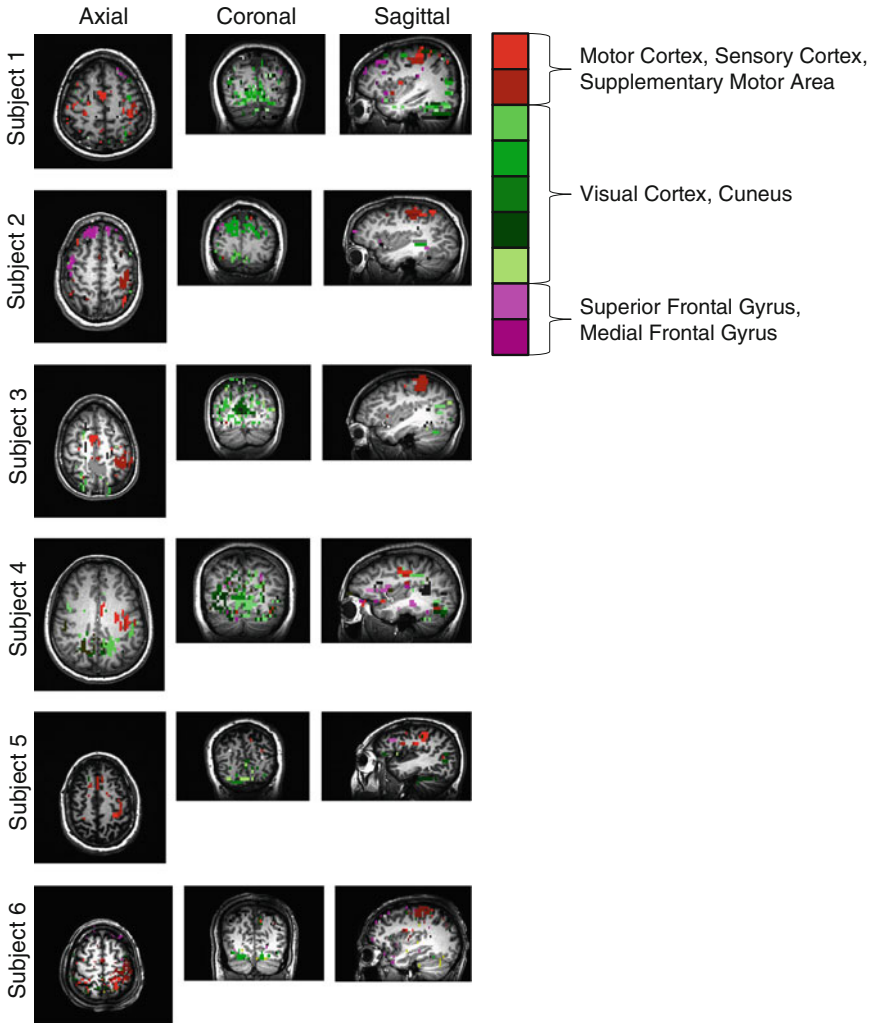 Axial Coronal Sagittal
Subject 1
Motor Cortex, Sensory Cortex,
Supplementary Motor Area
Visual Cortex, Cuneus
Superior Frontal Gyrus,
Medial Frontal Gyrus
Subject 2
Subject 3
Subject 4
Subject 5
Subject 6